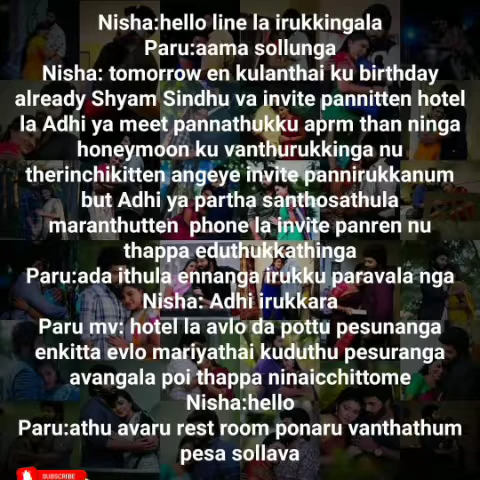 Nisha:hello line la irukkingala
Paru:aama sollunga
Nisha: tomorrow en kulanthai ku birthday
already Shyam Sindhu va invite pannitten hotel
la Adhi ya meet pannathukku aprm than ninga
honeymoon ku vanthurukkinga nu
therinchikitten angeye invite pannirukkanum
but Adhi ya partha santhosathula
maranthutten phone la invite panren nu
thappa eduthukkathinga
Paru:ada ithula ennanga irukku paravala nga
Nisha: Adhi irukkara
Paru mv: hotel la avlo da pottu pesunanga
enkitta evlo mariyathai kuduthu pesuranga
avangala poi thappa ninaicchittome
Nisha:hello
Paru:athu avaru rest room ponaru vanthathum
pesa sollava
SUBSCRIBE